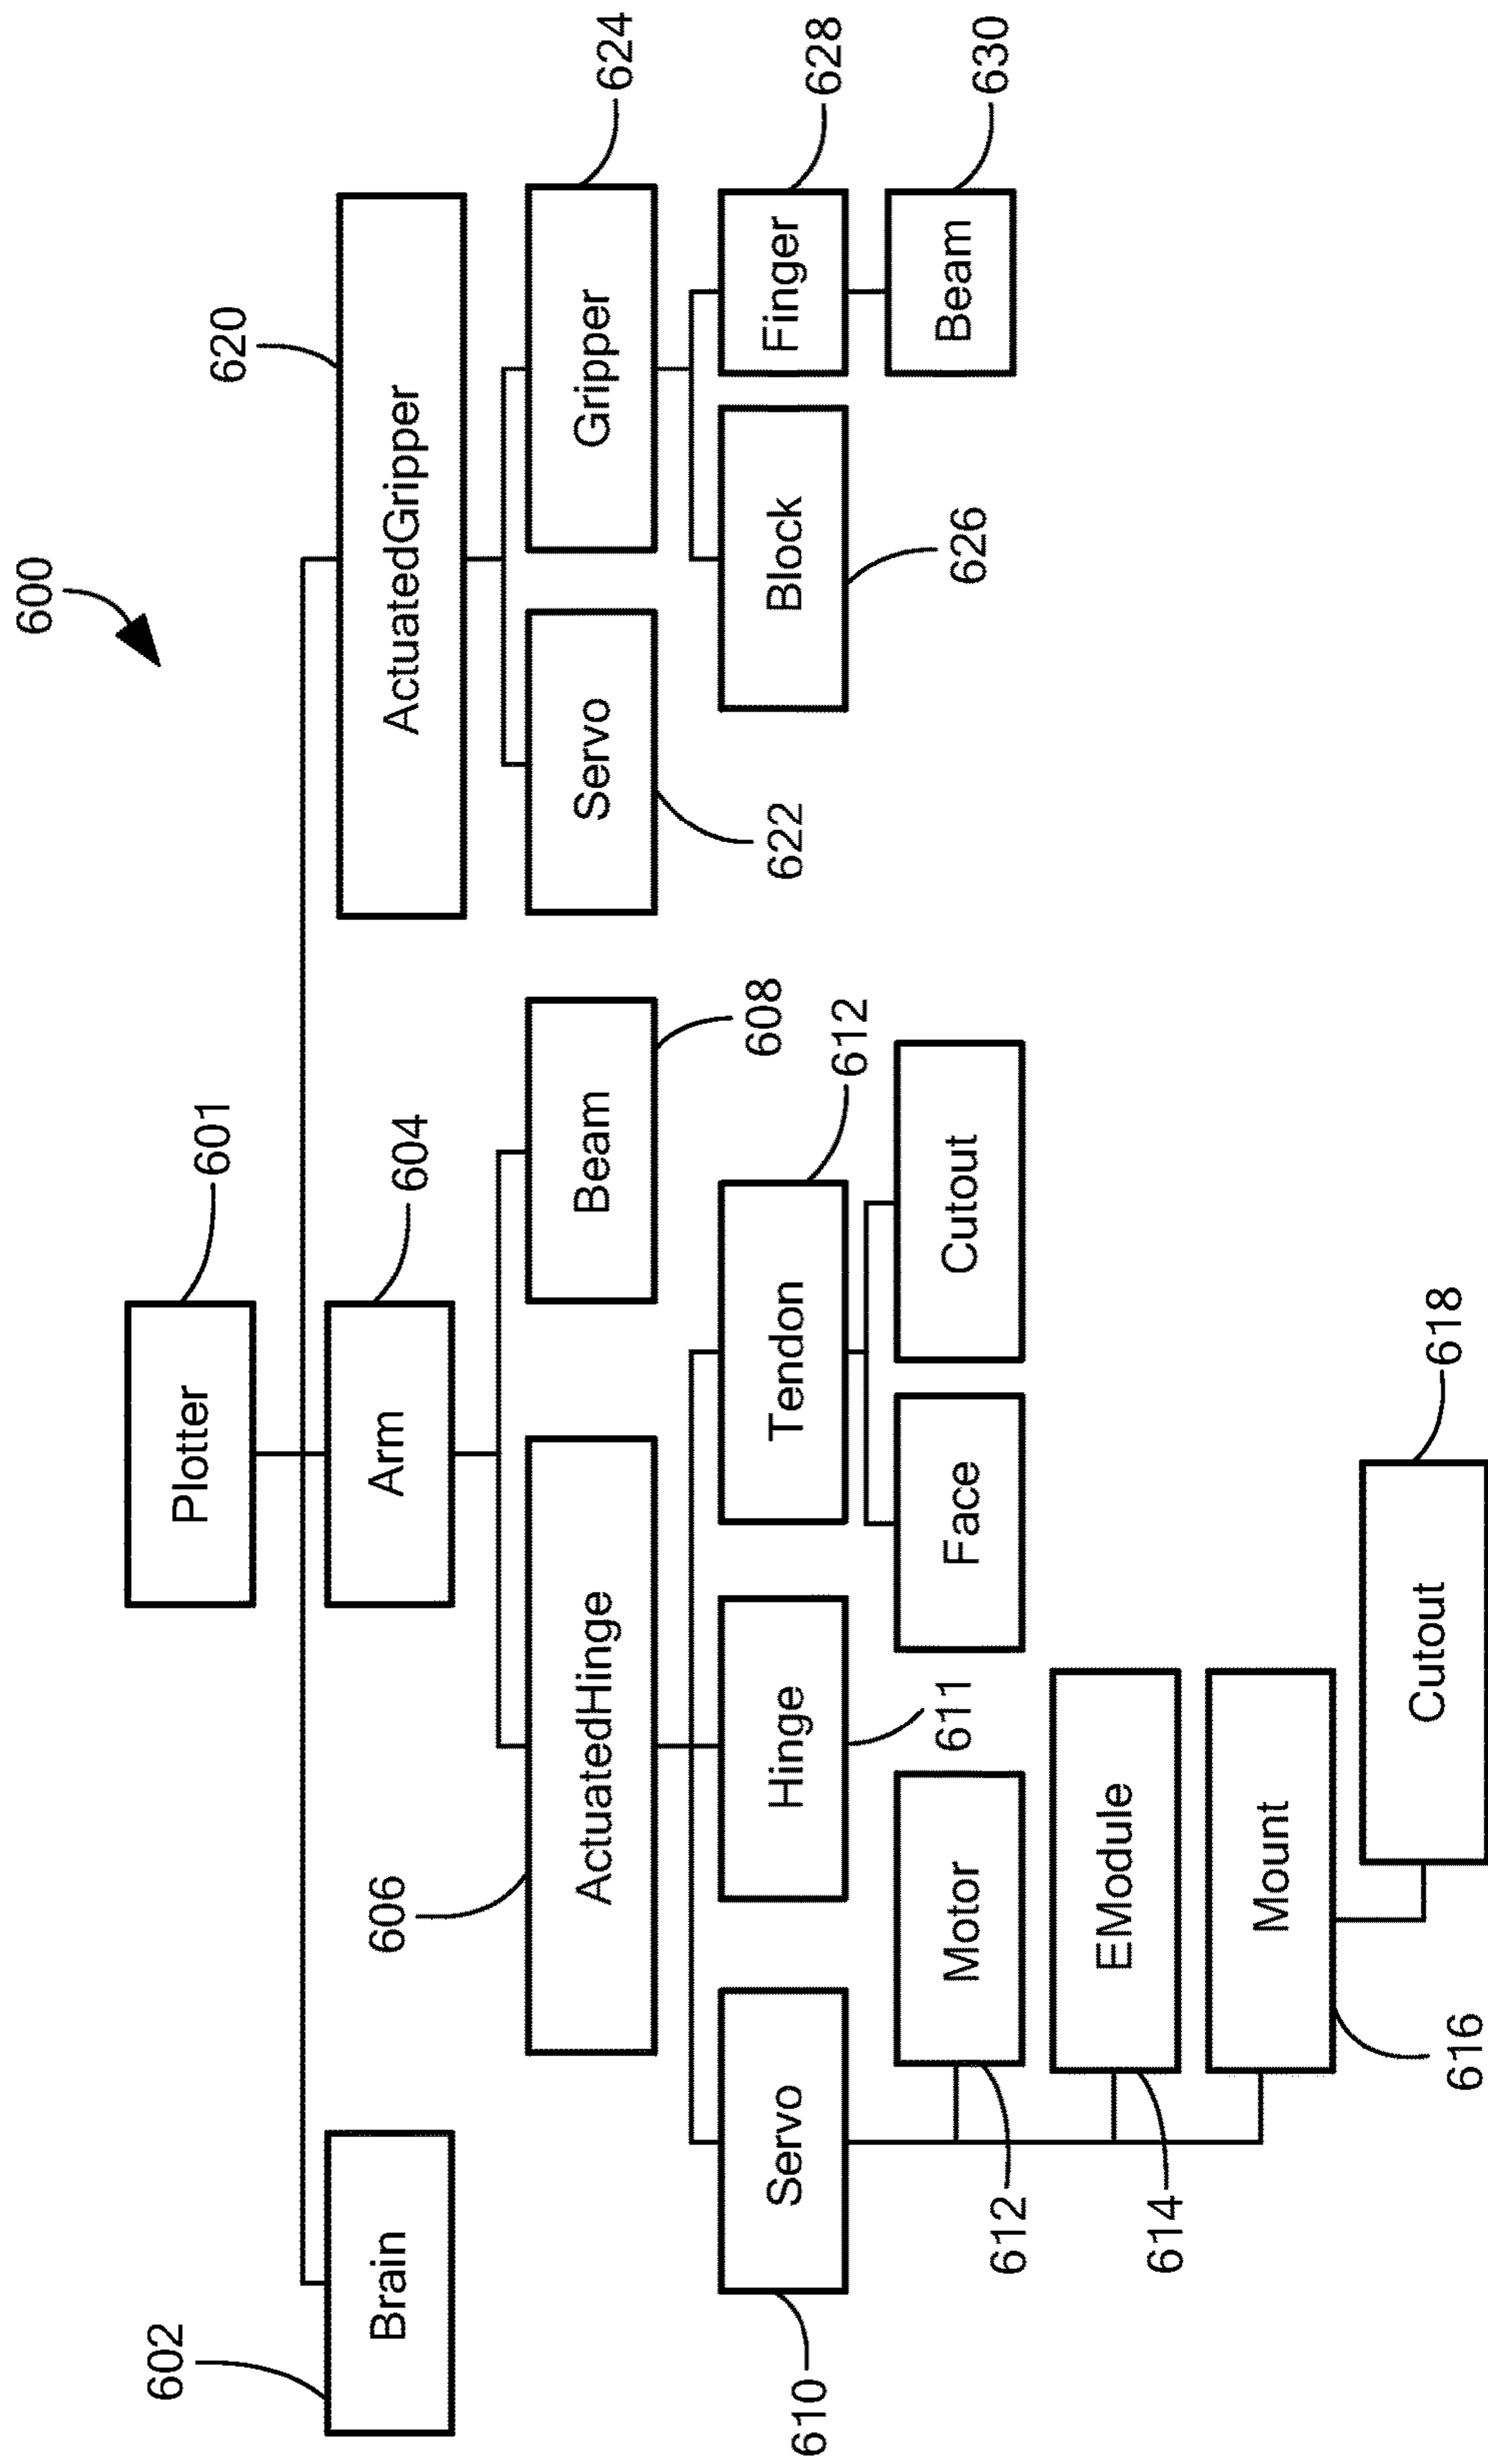 600
Plotter
601
602
Brain
Arm
604
ActuatedGripper
620
606
ActuatedHinge
Beam
608
Servo
622
Gripper
624
610
Servo
Hinge
611
Tendon
612
Block
626
Finger
628
612
Motor
Face
Cutout
Beam
630
614
EModule
616
Mount
Cutout
618